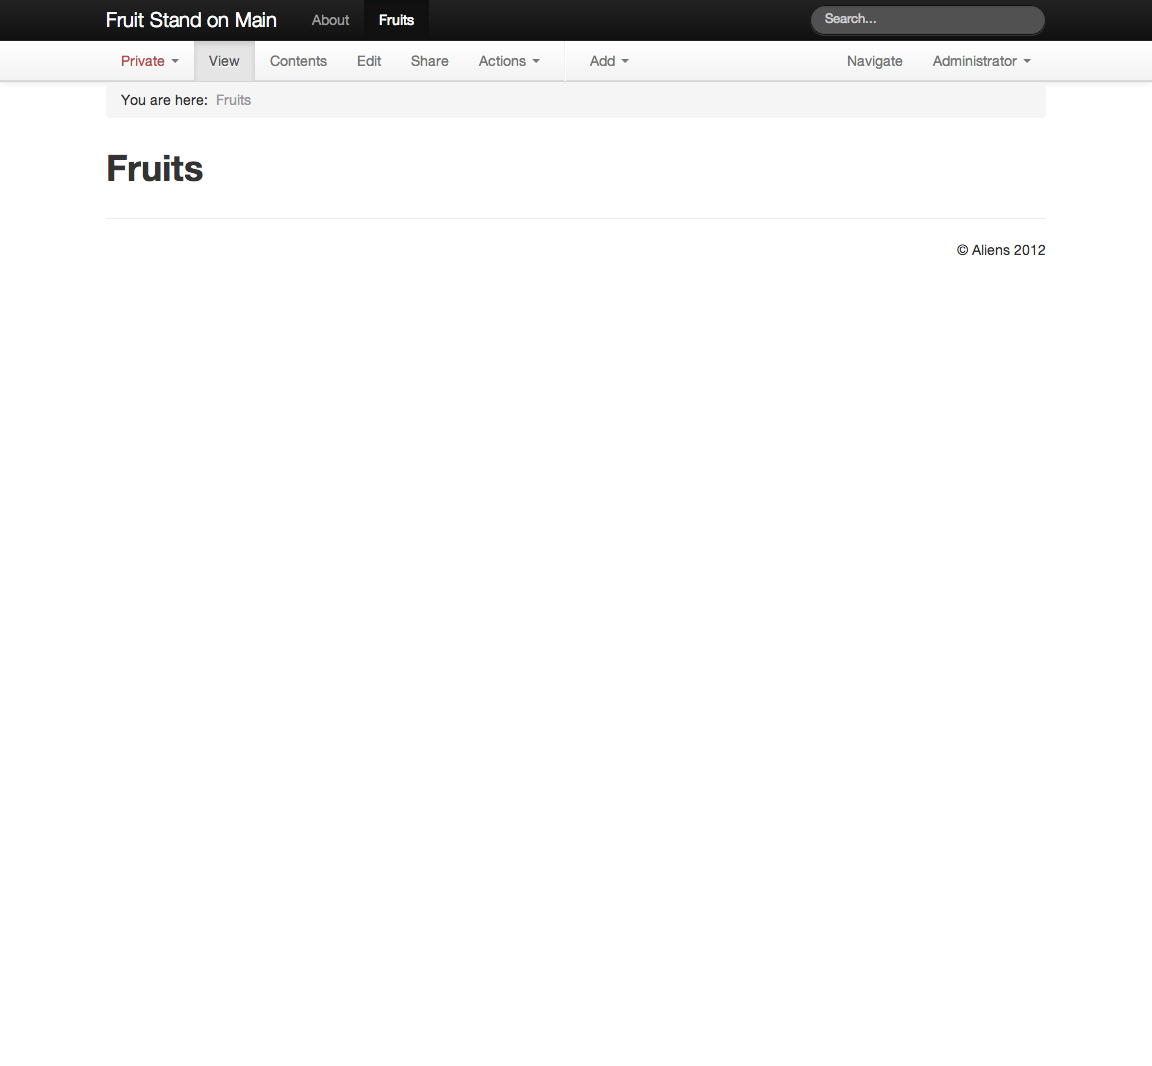 Fruit Stand on Main About Fruits Search...
Private View Contents Edit Share Actions Add Navigate Administrator
You are here: Fruits
Fruits
© Aliens 2012